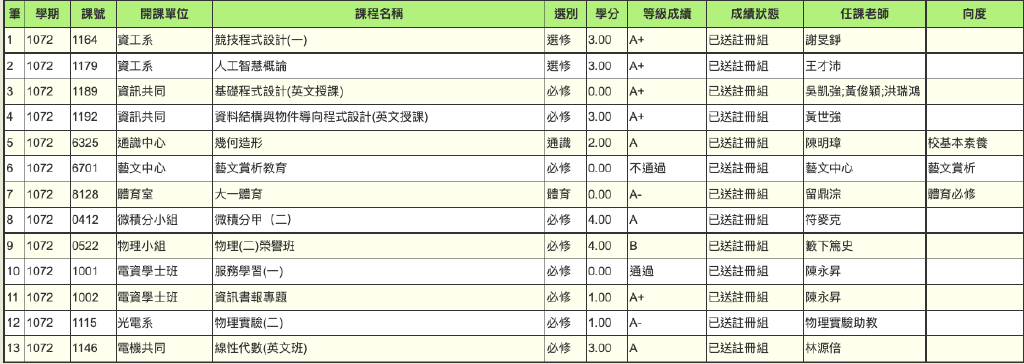 筆 學期 課號 開課單位 課程名稱 選別 學分 等級成績 成績狀態 任課老師 向度
1 1072 1164 資工系 競技程式設計(一) 選修 3.00 A+ 已送註冊組 謝旻錚
2 1072 1179 資工系 人工智慧概論 選修 3.00 A+ 已送註冊組 王才沛
3 1072 1189 資訊共同 基礎程式設計(英文授課) 必修 0.00 A+ 已送註冊組 吳凱強;黃俊穎;洪瑞鴻
4 1072 1192 資訊共同 資料結構與物件導向程式設計(英文授課) 必修 3.00 A+ 已送註冊組 黃世強
5 1072 6325 通識中心 幾何造形 通識 2.00 A 已送註冊組 陳明璋 校基本素養
6 1072 6701 藝文中心 藝文賞析教育 必修 0.00 不通過 已送註冊組 藝文中心 藝文賞析
7 1072 8128 體育室 大一體育 體育 0.00 A- 已送註冊組 留鼎淙 體育必修
8 1072 0412 微積分小組 微積分甲（二） 必修 4.00 A 已送註冊組 符麥克
9 1072 0522 物理小組 物理(二)榮譽班 必修 4.00 B 已送註冊組 籔下篤史
10 1072 1001 電資學士班 服務學習(一) 必修 0.00 通過 已送註冊組 陳永昇
11 1072 1002 電資學士班 資訊書報專題 必修 1.00 A+ 已送註冊組 陳永昇
12 1072 1115 光電系 物理實驗(二) 必修 1.00 A- 已送註冊組 物理實驗助教
13 1072 1146 電機共同 線性代數(英文班) 必修 3.00 A 已送註冊組 林源倍